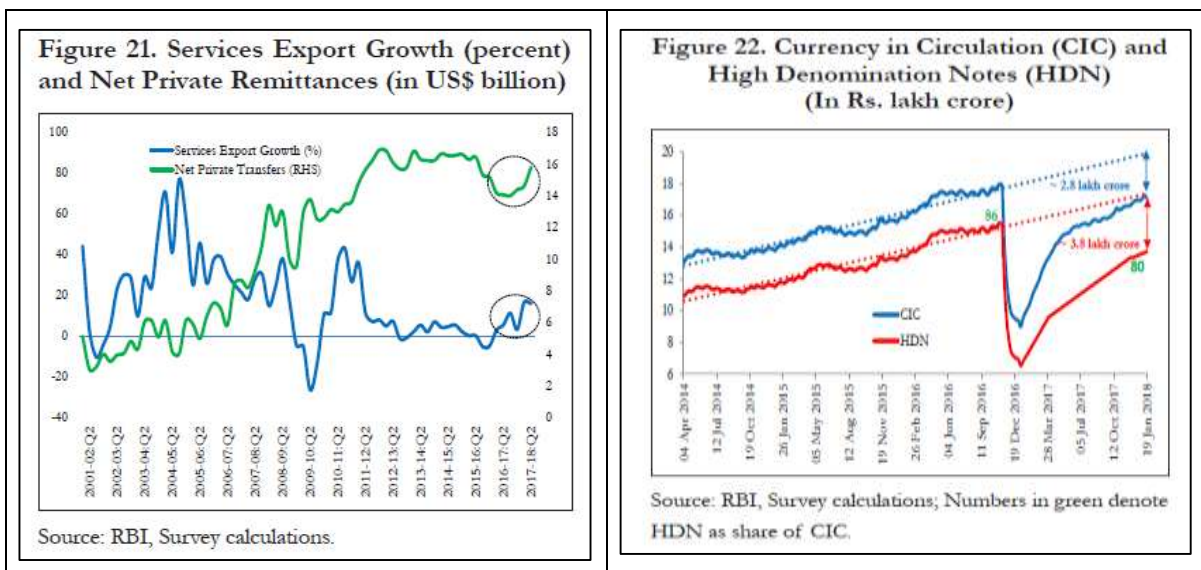 Figure 21. Services Export Growth (percent)
and Net Private Remittances (in US$ billion)
100
80
60
40
20
0
-20
-40
Services Export Growth (%)
Net Private Transfers (RHS)
18
16
14
12
10
8
6
4
2
0
2001-02:Q2
2002-03:Q2
2003-04:Q2
2004-05:Q2
2005-06:Q2
2006-07:Q2
2007-08:Q2
2008-09:Q2
2009-10:Q2
2010-11:Q2
2011-12:Q2
2012-13:Q2
2013-14:Q2
2014-15:Q2
2015-16:Q2
2016-17:Q2
2017-18:Q2
Source: RBI, Survey calculations.
Figure 22. Currency in Circulation (CIC) and
High Denomination Notes (HDN)
(In Rs. lakh crore)
20
18
16
14
12
10
8
6
~ 2.8 lakh crore
86
~ 3.8 lakh crore
80
CIC
HDN
04 Apr 2014
12 Jul 2014
19 Oct 2014
26 Jan 2015
05 May 2015
12 Aug 2015
19 Nov 2015
26 Feb 2016
04 Jun 2016
11 Sep 2016
19 Dec 2016
28 Mar 2017
05 Jul 2017
12 Oct 2017
19 Jan 2018
Source: RBI, Survey calculations; Numbers in green denote
HDN as share of CIC.